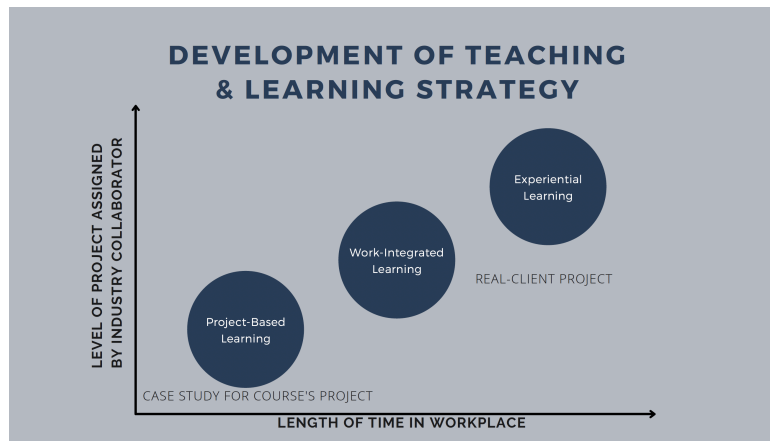 DEVELOPMENT OF TEACHING
& LEARNING STRATEGY
LEVEL OF PROJECT ASSIGNED
BY INDUSTRY COLLABORATOR
Experiential
Learning
Work-Integrated
Learning
REAL-CLIENT PROJECT
Project-Based
Learning
CASE STUDY FOR COURSE'S PROJECT
LENGTH OF TIME IN WORKPLACE